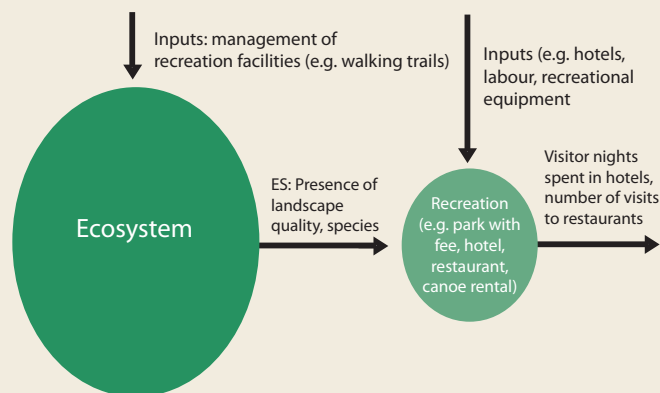 Inputs: management of
recreation facilities (e.g. walking trails)
Inputs (e.g. hotels,
labour, recreational
equipment
Ecosystem
ES: Presence of
landscape
quality, species
Recreation
(e.g. park with
fee, hotel,
restaurant,
canoe rental)
Visitor nights
spent in hotels,
number of visits
to restaurants